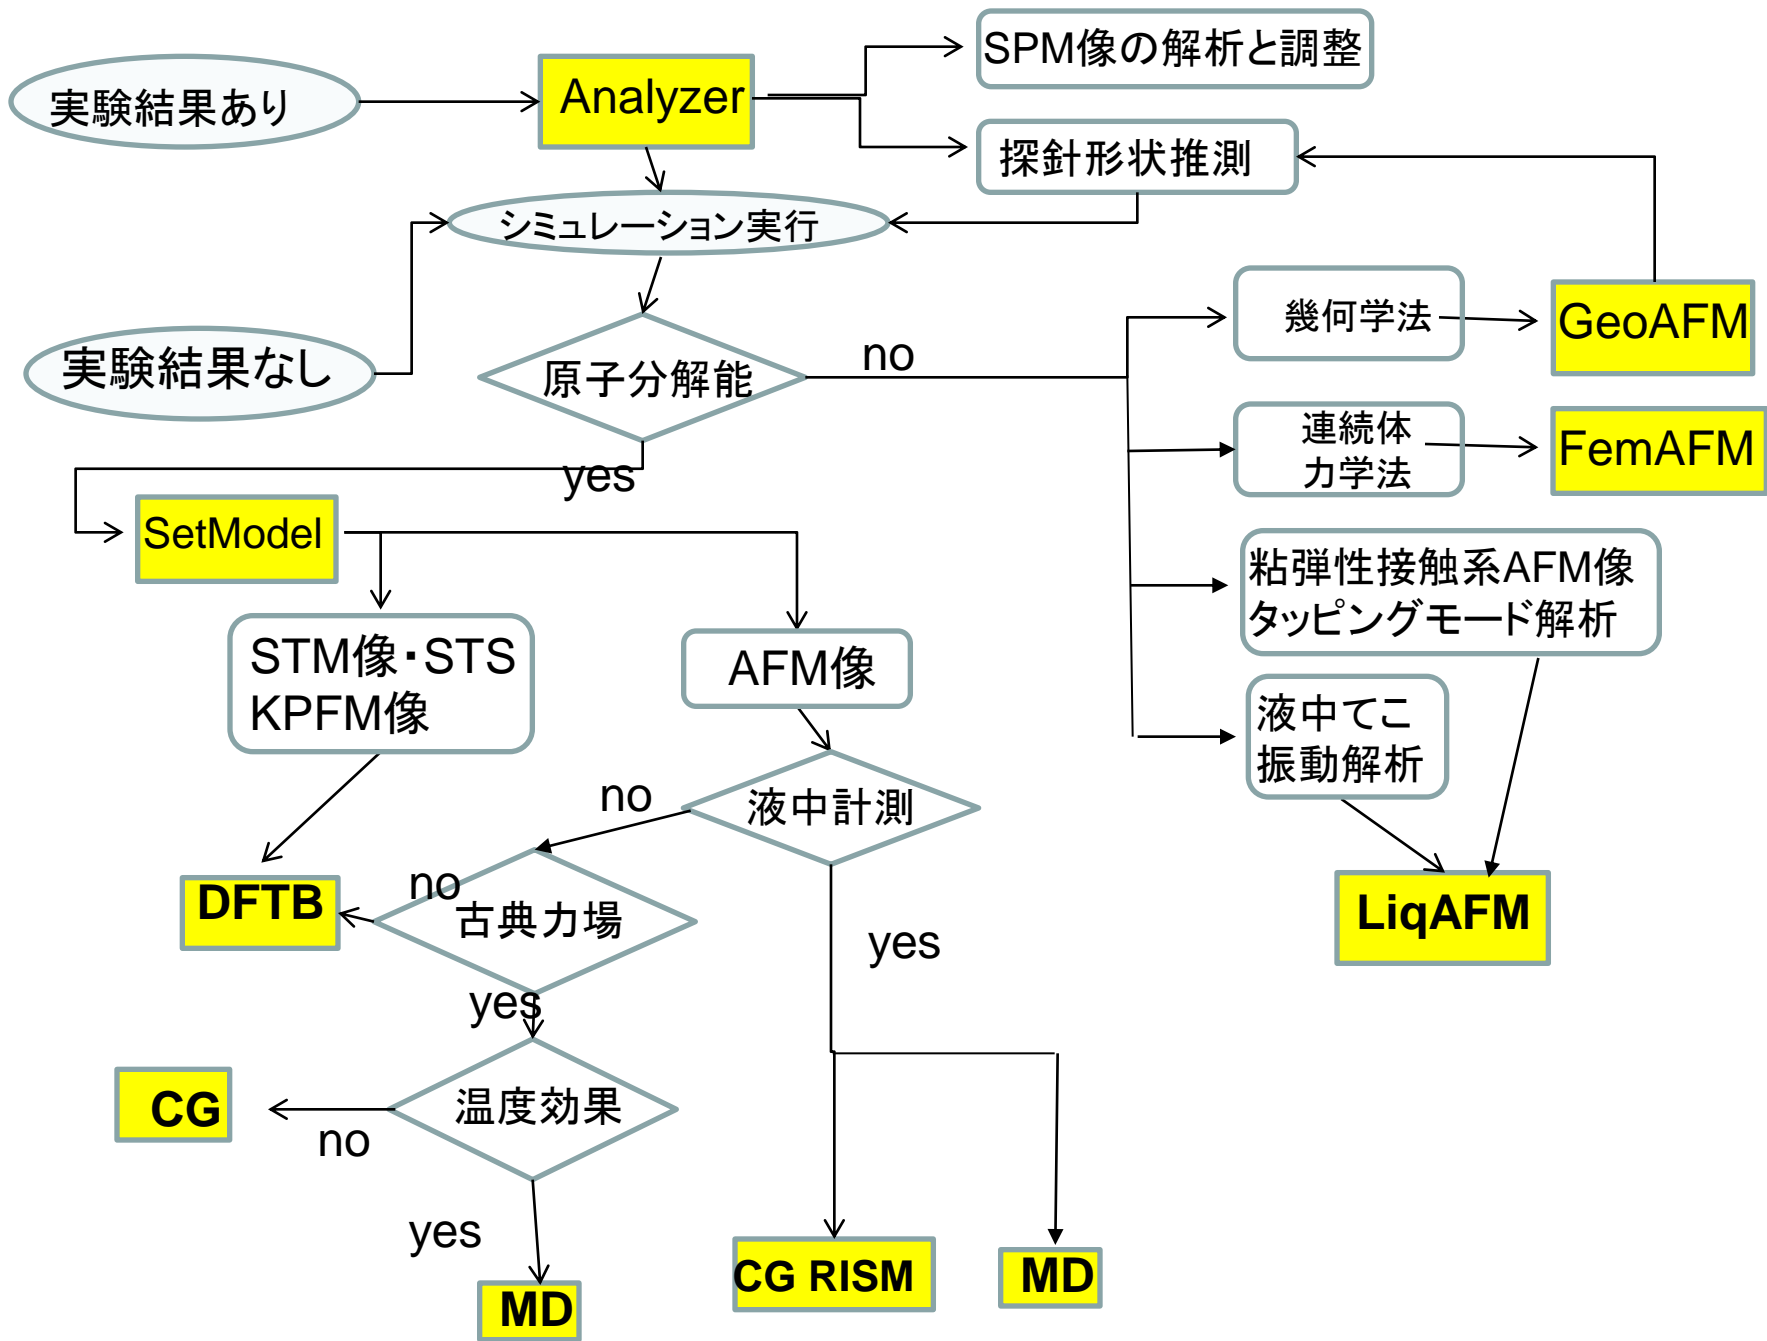 SPM像の解析と調整
実験結果あり
Analyzer
探針形状推測
シミュレーション実行
幾何学法
GeoAFM
実験結果なし
原子分解能
no
連続体
力学法
FemAFM
yes
SetModel
粘弾性接触系AFM像
タッピングモード解析
STM像・STS
KPFM像
AFM像
液中てこ
振動解析
no
液中計測
DFTB
no
古典力場
LiqAFM
yes
yes
CG
温度効果
no
yes
CG RISM
MD
MD